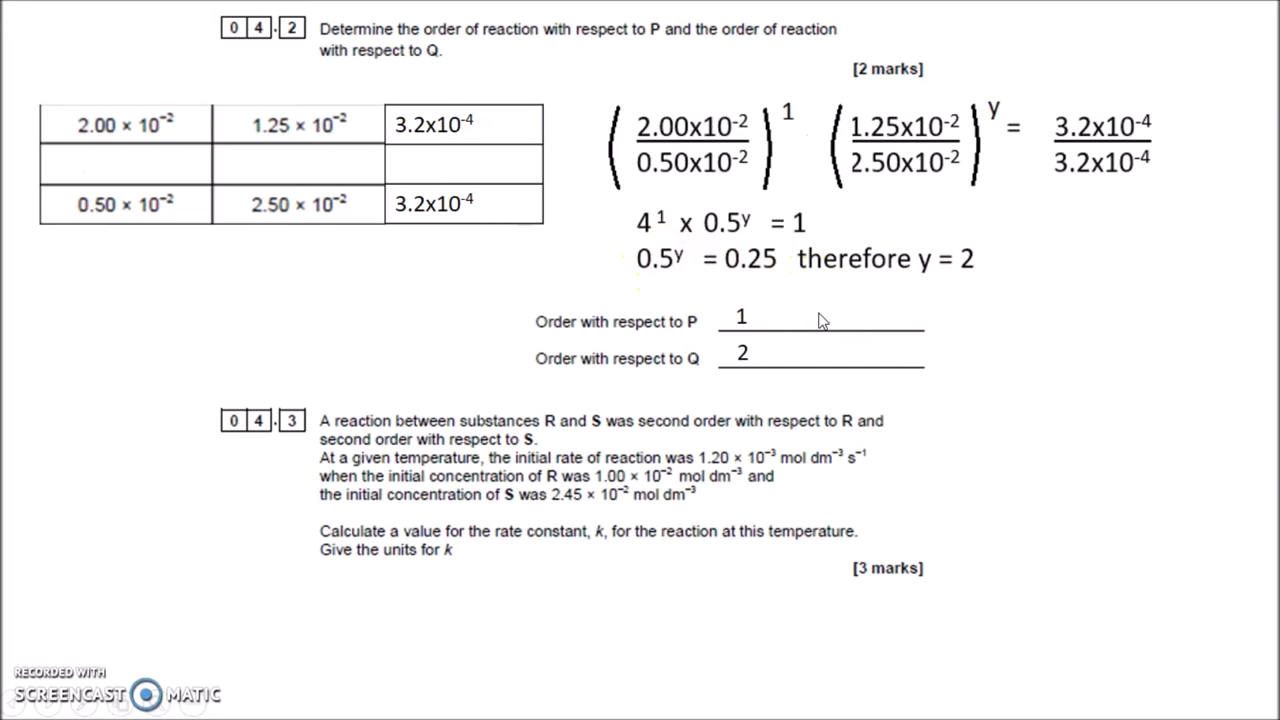 0 4 . 2 Determine the order of reaction with respect to P and the order of reaction
with respect to Q.
[2 marks]
2.00 × 10⁻² 1.25 × 10⁻² 3.2x10⁻⁴
0.50 × 10⁻² 2.50 × 10⁻² 3.2x10⁻⁴
(2.00x10⁻² / 0.50x10⁻²)¹ (1.25x10⁻² / 2.50x10⁻²)ʸ = 3.2x10⁻⁴ / 3.2x10⁻⁴
4¹ x 0.5ʸ = 1
0.5ʸ = 0.25 therefore y = 2
Order with respect to P 1
Order with respect to Q 2
0 4 . 3 A reaction between substances R and S was second order with respect to R and
second order with respect to S.
At a given temperature, the initial rate of reaction was 1.20 × 10⁻³ mol dm⁻³ s⁻¹
when the initial concentration of R was 1.00 × 10⁻² mol dm⁻³ and
the initial concentration of S was 2.45 × 10⁻² mol dm⁻³
Calculate a value for the rate constant, k, for the reaction at this temperature.
Give the units for k
[3 marks]
RECORDED WITH
SCREENCAST MATIC